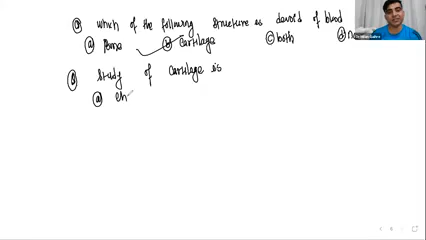 Q which of the following structure is devoid of blood
a Bone b Cartilage c both
Q Study of Cartilage is
a Ch